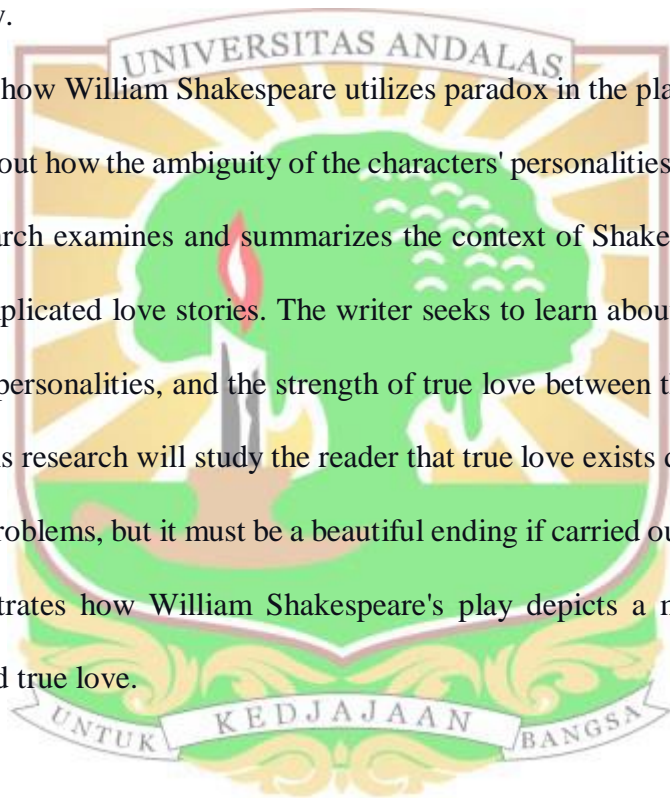 y.
UNIVERSITAS ANDALAS
how William Shakespeare utilizes paradox in the pla
out how the ambiguity of the characters' personalities
arch examines and summarizes the context of Shake
plicated love stories. The writer seeks to learn abou
personalities, and the strength of true love between th
is research will study the reader that true love exists
roblems, but it must be a beautiful ending if carried ou
trates how William Shakespeare's play depicts a
d true love.
UNTUK KEDJAJAAN BANGSA